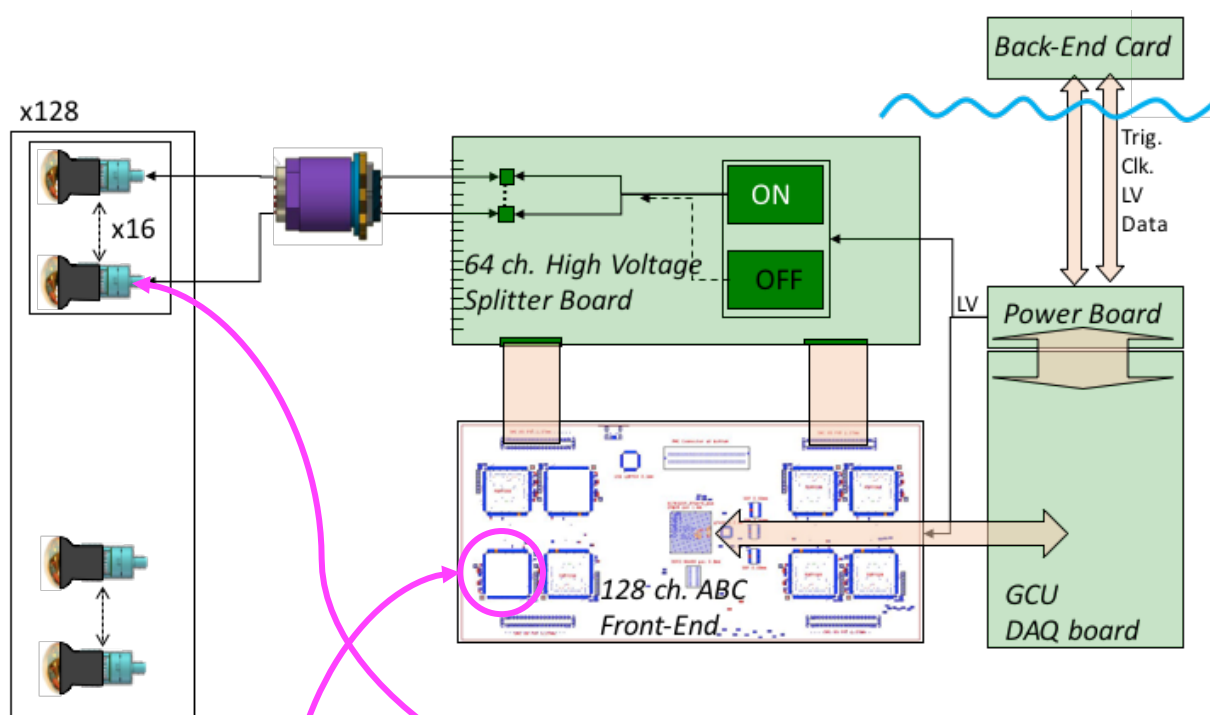 Back-End Card
x128
Trig.
Clk.
LV
Data
ON
x16
64 ch. High Voltage
Splitter Board
OFF
LV
Power Board
128 ch. ABC
Front-End
GCU
DAQ board